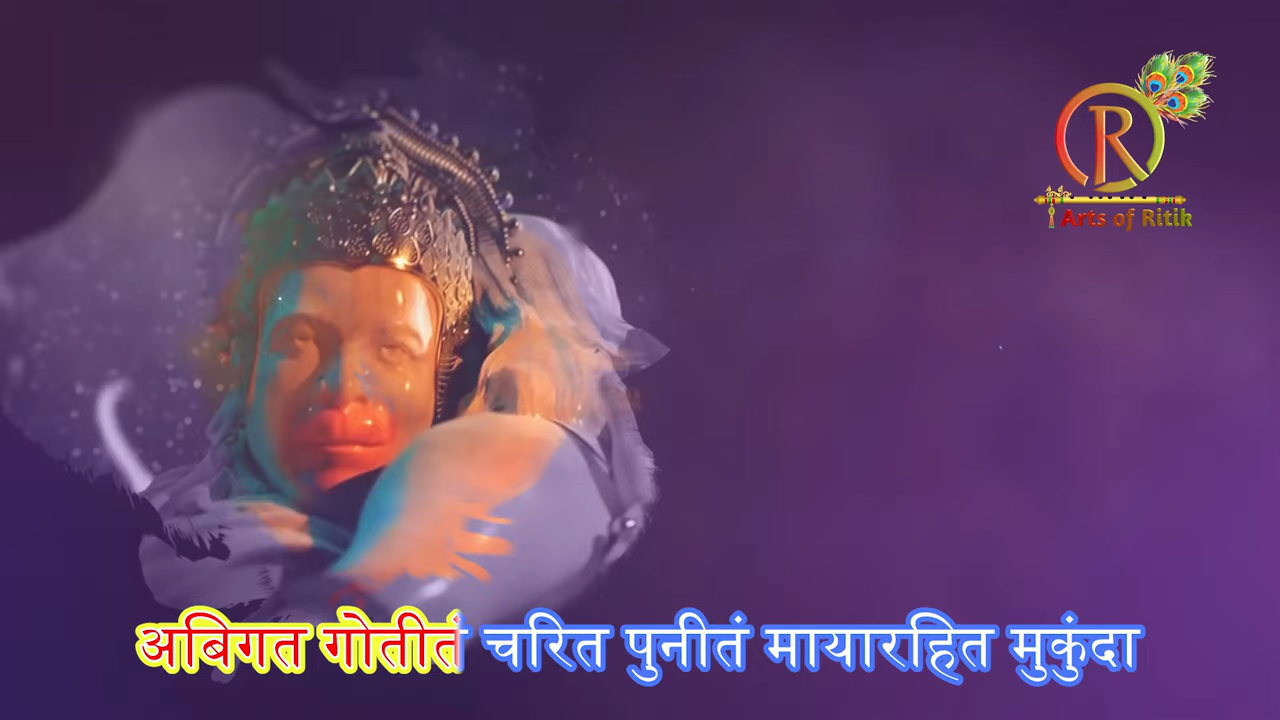 R
Arts of Ritik
अबिगत गोतीतं चरित पुनीतं मायारहित मुकुंदा